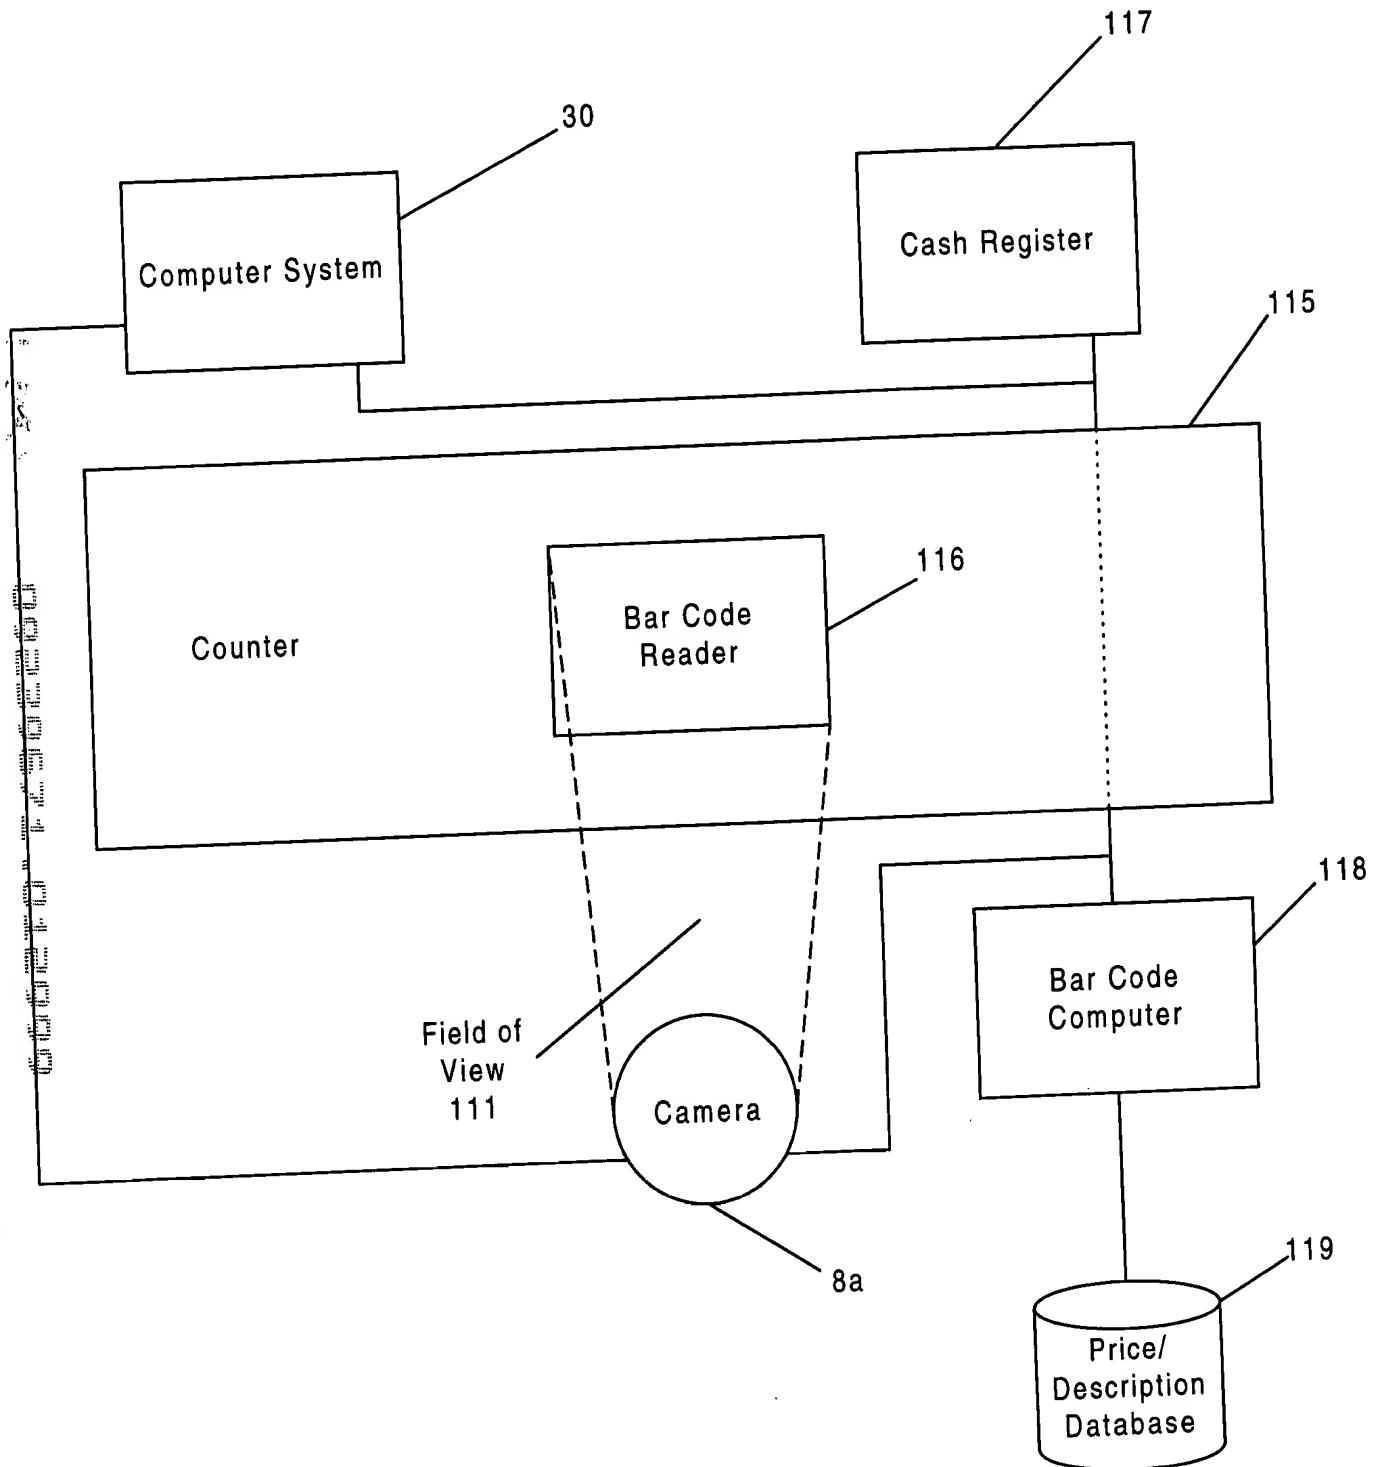 117
30
Computer System
Cash Register
115
116
Bar Code
Reader
Counter
118
Bar Code
Computer
Field of
View
111
Camera
8a
119
Price/
Description
Database